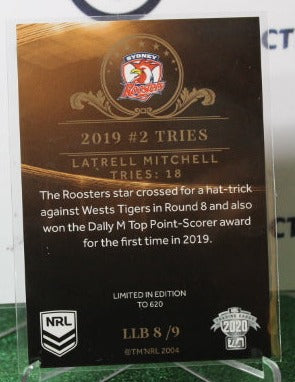 SYDNEY
Roosters
2019 #2 TRIES
LATRELL MITCHELL
TRIES: 18
The Roosters star crossed for a hat-trick
against Wests Tigers in Round 8 and also
won the Dally M Top Point-Scorer award
for the first time in 2019.
LIMITED IN EDITION
TO 620
NRL
LLB 8 /9
2020
©TM NRL 2004